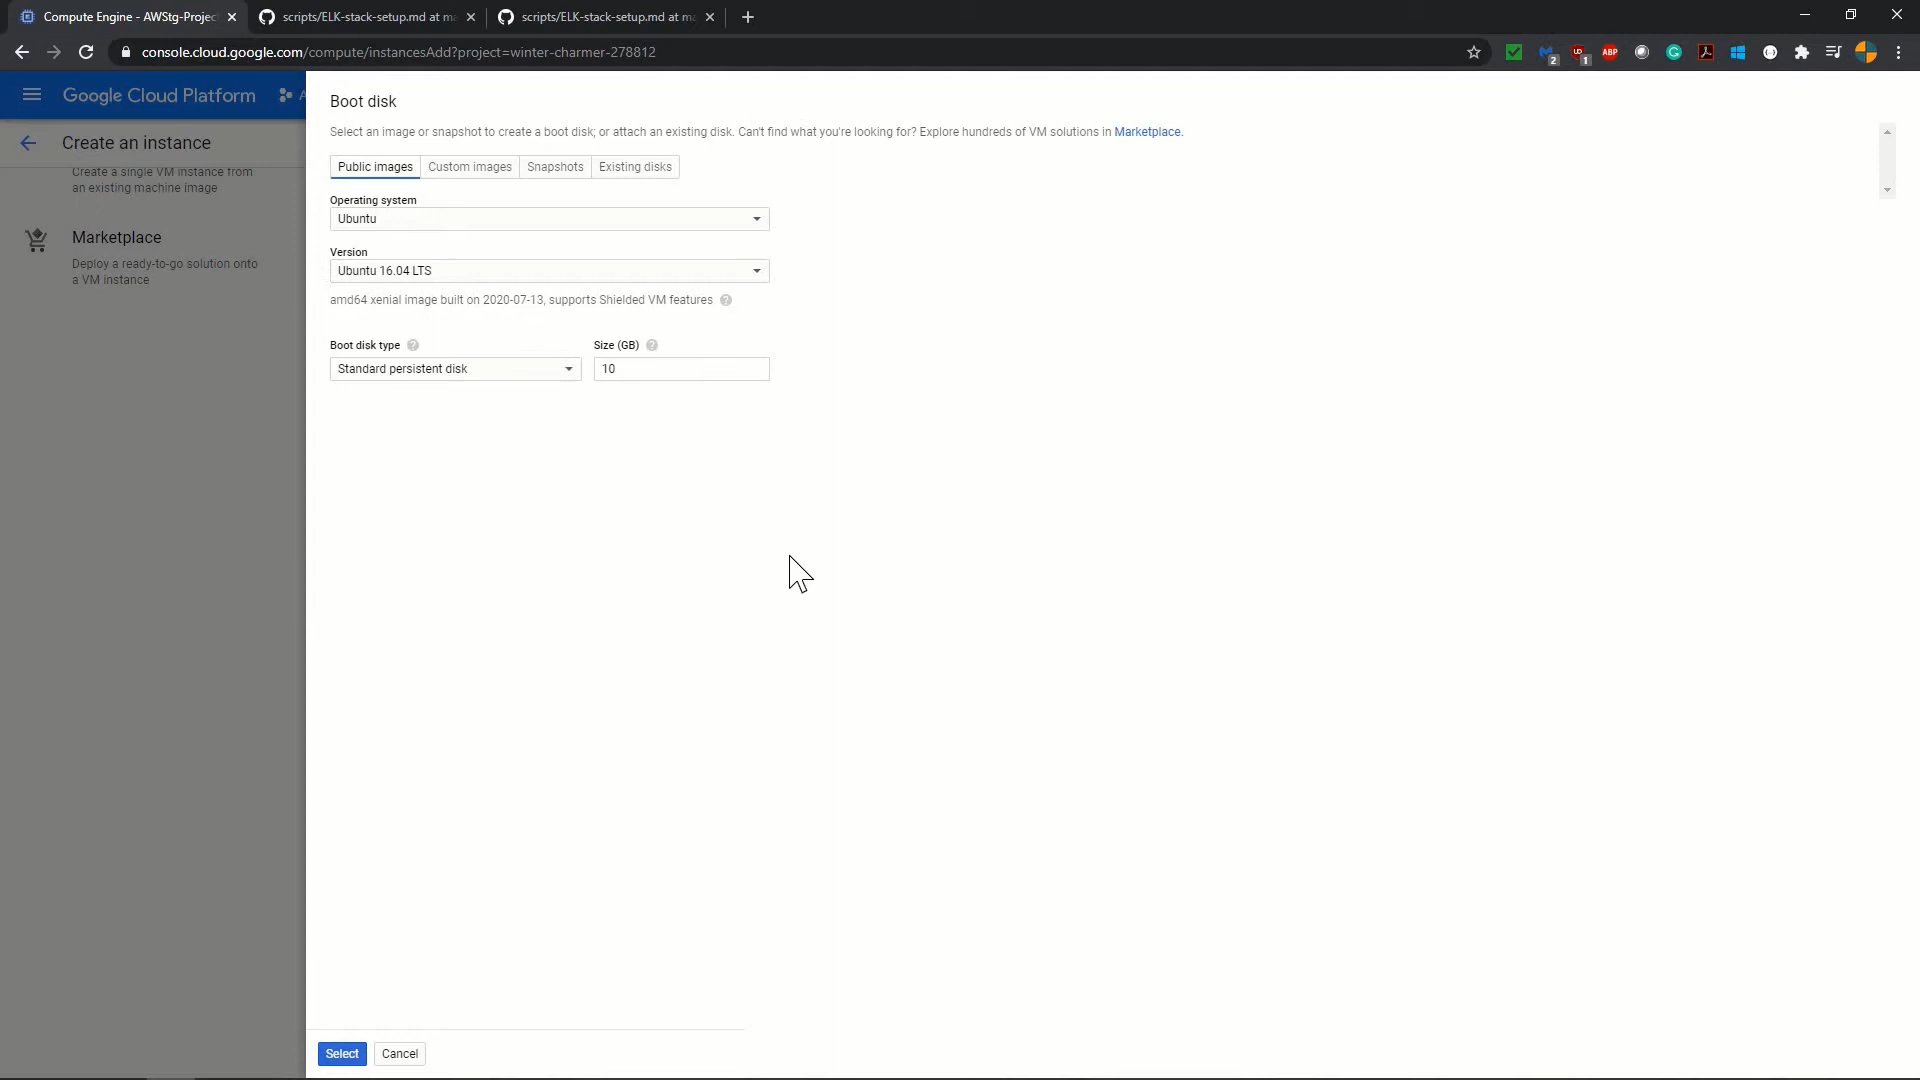 Compute Engine - AWStg-Projec
scripts/ELK-stack-setup.md at ma
scripts/ELK-stack-setup.md at ma
console.cloud.google.com/compute/instancesAdd?project=winter-charmer-278812
2
1
ABP
Google Cloud Platform
A
Create an instance
Create a single VM instance from
an existing machine image
Marketplace
Deploy a ready-to-go solution onto
a VM instance
Boot disk
Select an image or snapshot to create a boot disk; or attach an existing disk. Can't find what you're looking for? Explore hundreds of VM solutions in Marketplace.
Public images
Custom images
Snapshots
Existing disks
Operating system
Ubuntu
Version
Ubuntu 16.04 LTS
amd64 xenial image built on 2020-07-13, supports Shielded VM features
Boot disk type
Size (GB)
Standard persistent disk
10
Select
Cancel